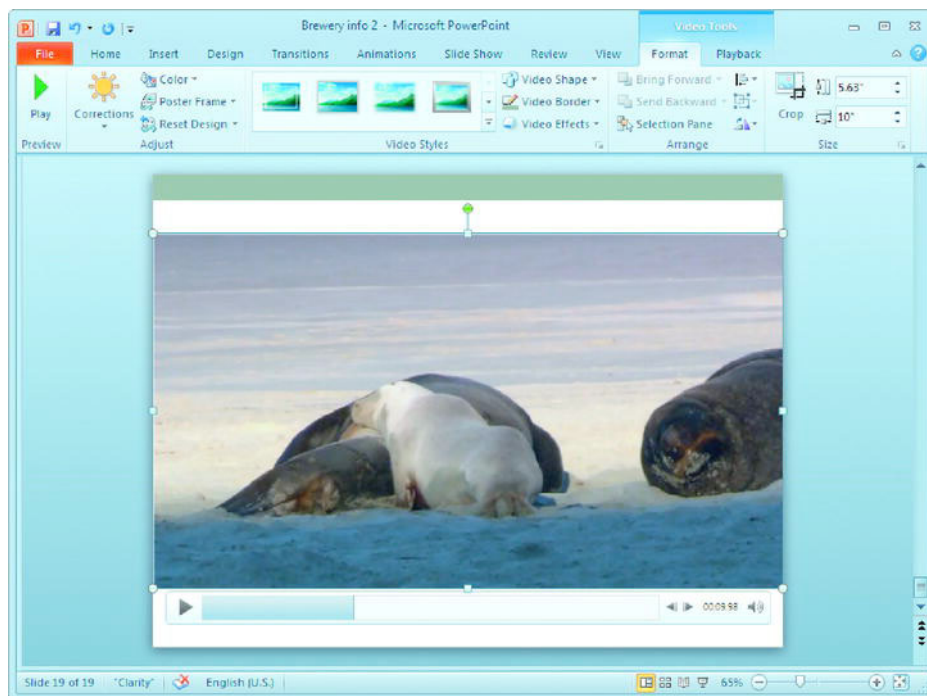 Brewery info 2 - Microsoft PowerPoint
Video Tools
File Home Insert Design Transitions Animations Slide Show Review View Format Playback
Play
Corrections
Color
Poster Frame
Reset Design
Video Shape
Video Border
Video Effects
Bring Forward
Send Backward
Selection Pane
Crop
5.63"
10"
Preview Adjust Video Styles Arrange Size
00:09.98
Slide 19 of 19 "Clarity" English (U.S.) 65%